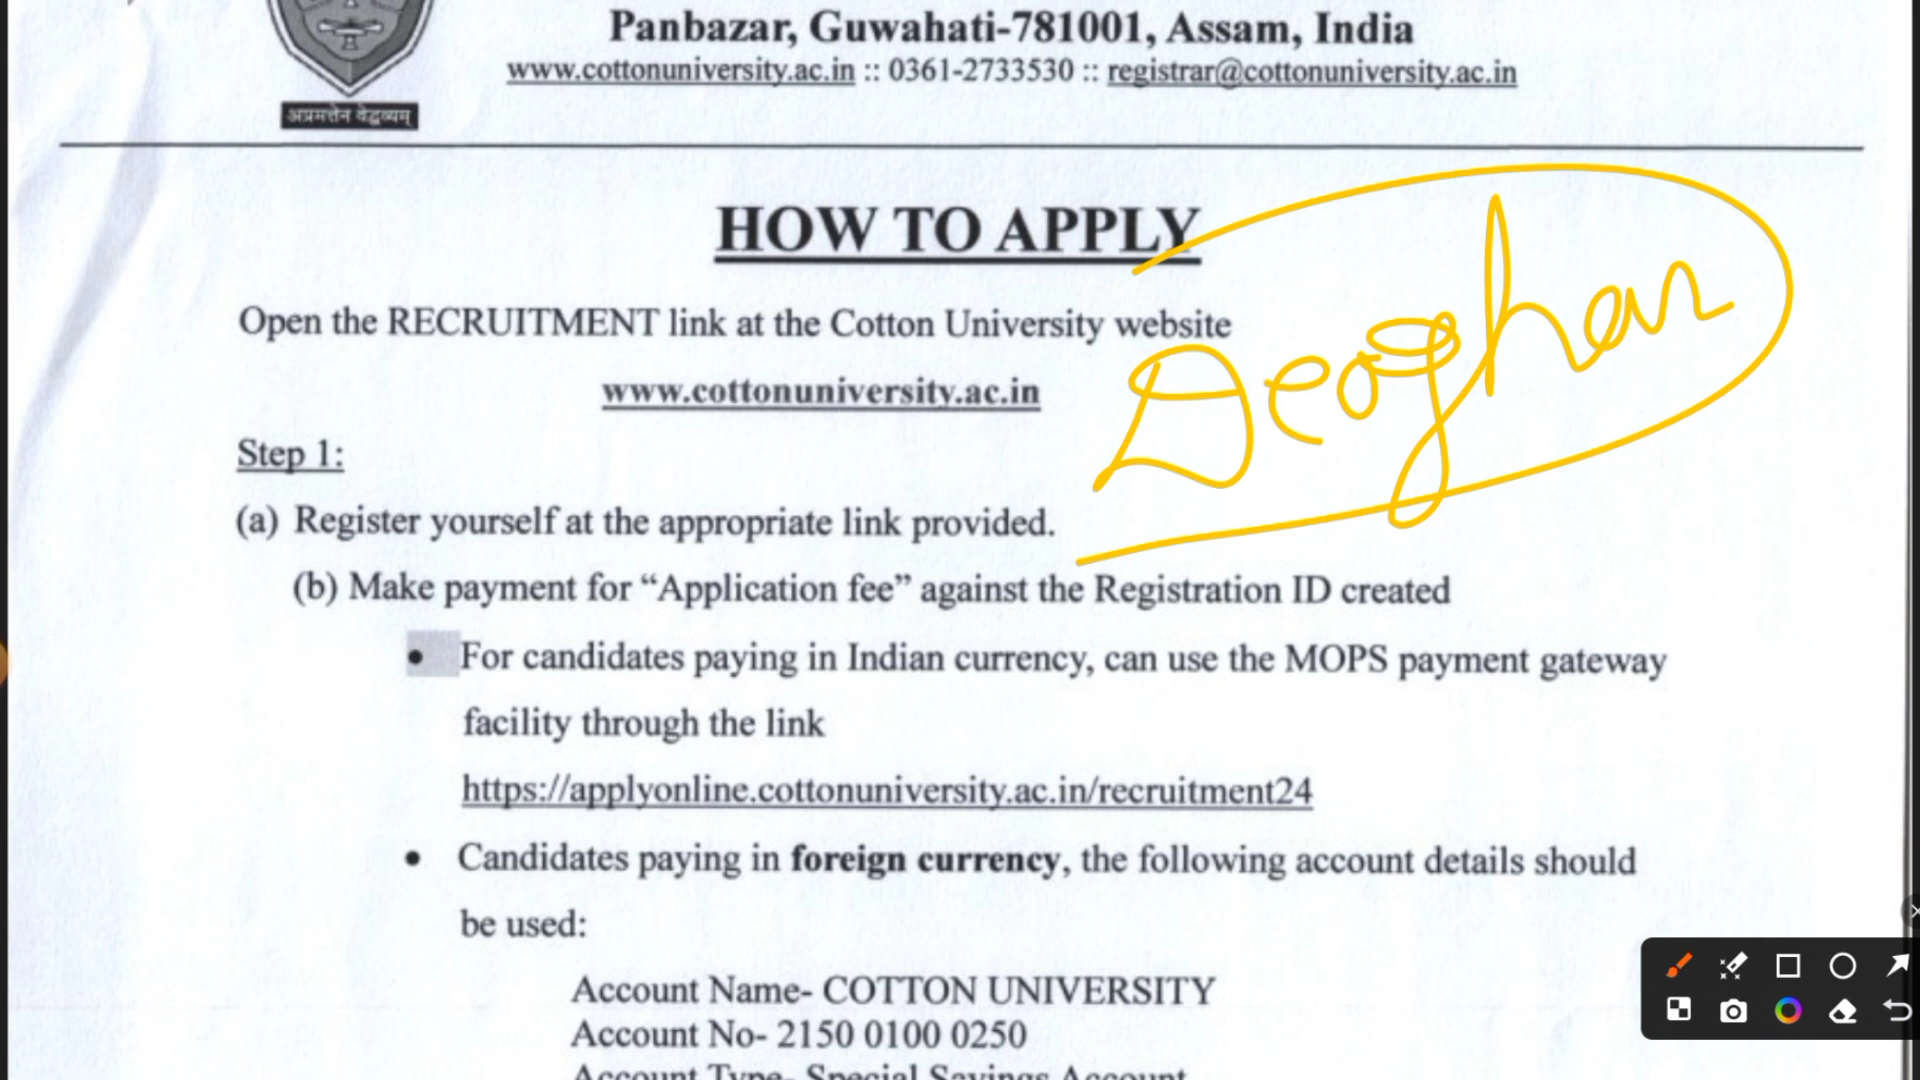 Panbazar, Guwahati-781001, Assam, India
www.cottonuniversity.ac.in :: 0361-2733530 :: registrar@cottonuniversity.ac.in
अप्रमत्तेन वेद्धव्यम्
HOW TO APPLY
Open the RECRUITMENT link at the Cotton University website
www.cottonuniversity.ac.in
Deoghar
Step 1:
(a) Register yourself at the appropriate link provided.
(b) Make payment for “Application fee” against the Registration ID created
• For candidates paying in Indian currency, can use the MOPS payment gateway
facility through the link
https://applyonline.cottonuniversity.ac.in/recruitment24
• Candidates paying in foreign currency, the following account details should
be used:
Account Name- COTTON UNIVERSITY
Account No- 2150 0100 0250
Account Type- Special Savings Account